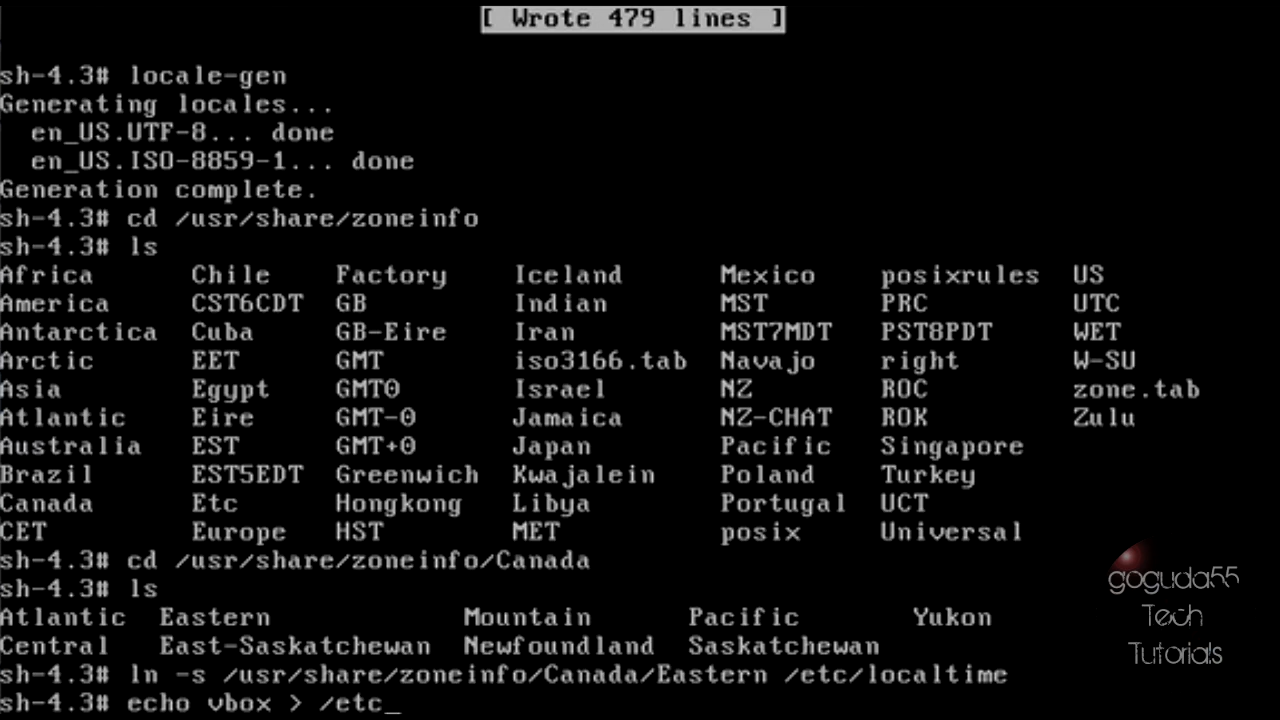 [ Wrote 479 lines ]
sh-4.3# locale-gen
Generating locales...
  en_US.UTF-8... done
  en_US.ISO-8859-1... done
Generation complete.
sh-4.3# cd /usr/share/zoneinfo
sh-4.3# ls
Africa Chile Factory Iceland Mexico posixrules US
America CST6CDT GB Indian MST PRC UTC
Antarctica Cuba GB-Eire Iran MST7MDT PST8PDT WET
Arctic EET GMT iso3166.tab Navajo right W-SU
Asia Egypt GMT0 Israel NZ ROC zone.tab
Atlantic Eire GMT-0 Jamaica NZ-CHAT ROK Zulu
Australia EST GMT+0 Japan Pacific Singapore
Brazil EST5EDT Greenwich Kwajalein Poland Turkey
Canada Etc Hongkong Libya Portugal UCT
CET Europe HST MET posix Universal
sh-4.3# cd /usr/share/zoneinfo/Canada
sh-4.3# ls
Atlantic Eastern Mountain Pacific Yukon
Central East-Saskatchewan Newfoundland Saskatchewan
sh-4.3# ln -s /usr/share/zoneinfo/Canada/Eastern /etc/localtime
sh-4.3# echo vbox > /etc_
goguda55
Tech
Tutorials